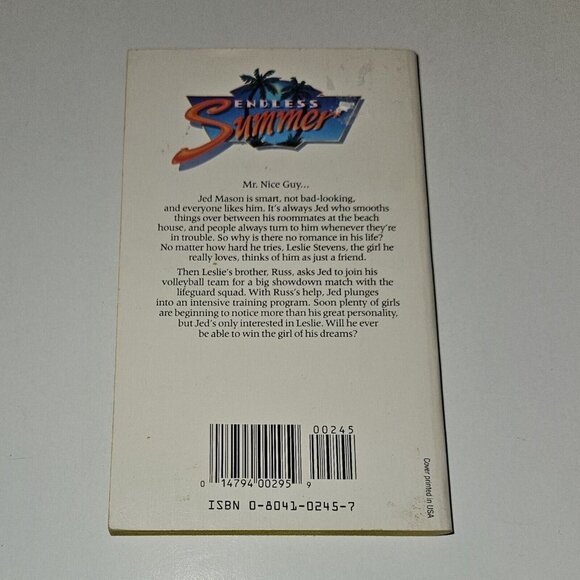 ENDLESS
Summer
Mr. Nice Guy...
Jed Mason is smart, not bad-looking,
and everyone likes him. It's always Jed who smooths
things over between his roommates at the beach
house, and people always turn to him whenever they're
in trouble. So why is there no romance in his life?
No matter how hard he tries, Leslie Stevens, the girl he
really loves, thinks of him as just a friend.
Then Leslie's brother, Russ, asks Jed to join his
volleyball team for a big showdown match with the
lifeguard squad. With Russ's help, Jed plunges
into an intensive training program. Soon plenty of girls
are beginning to notice more than his great personality,
but Jed's only interested in Leslie. Will he ever
be able to win the girl of his dreams?
00245
0 14794 00295 9
ISBN 0-8041-0245-7
Cover printed in USA